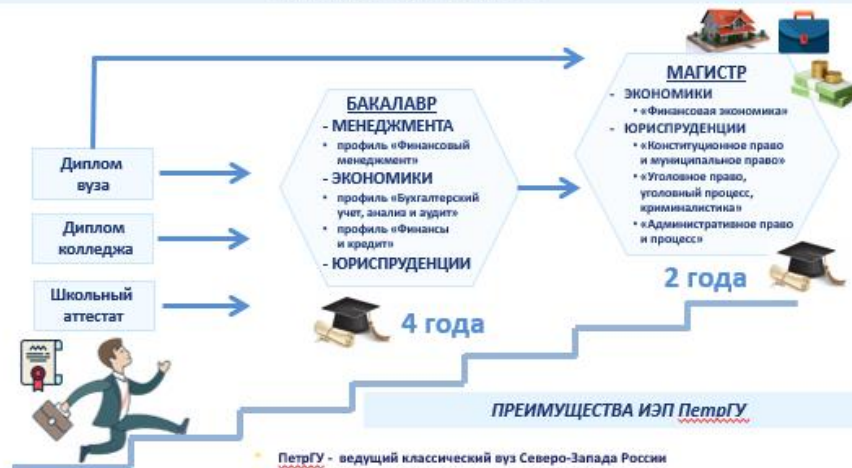 Диплом
вуза
Диплом
колледжа
Школьный
аттестат
БАКАЛАВР
- МЕНЕДЖМЕНТА
• профиль «Финансовый
менеджмент»
- ЭКОНОМИКИ
• профиль «Бухгалтерский
учет, анализ и аудит»
• профиль «Финансы
и кредит»
- ЮРИСПРУДЕНЦИИ
4 года
МАГИСТР
- ЭКОНОМИКИ
• «Финансовая экономика»
- ЮРИСПРУДЕНЦИИ
• «Конституционное право
и муниципальное право»
• «Уголовное право,
уголовный процесс,
криминалистика»
• «Административное право
и процесс»
2 года
ПРЕИМУЩЕСТВА ИЭП ПетрГУ
• ПетрГУ - ведущий классический вуз Северо-Запада России